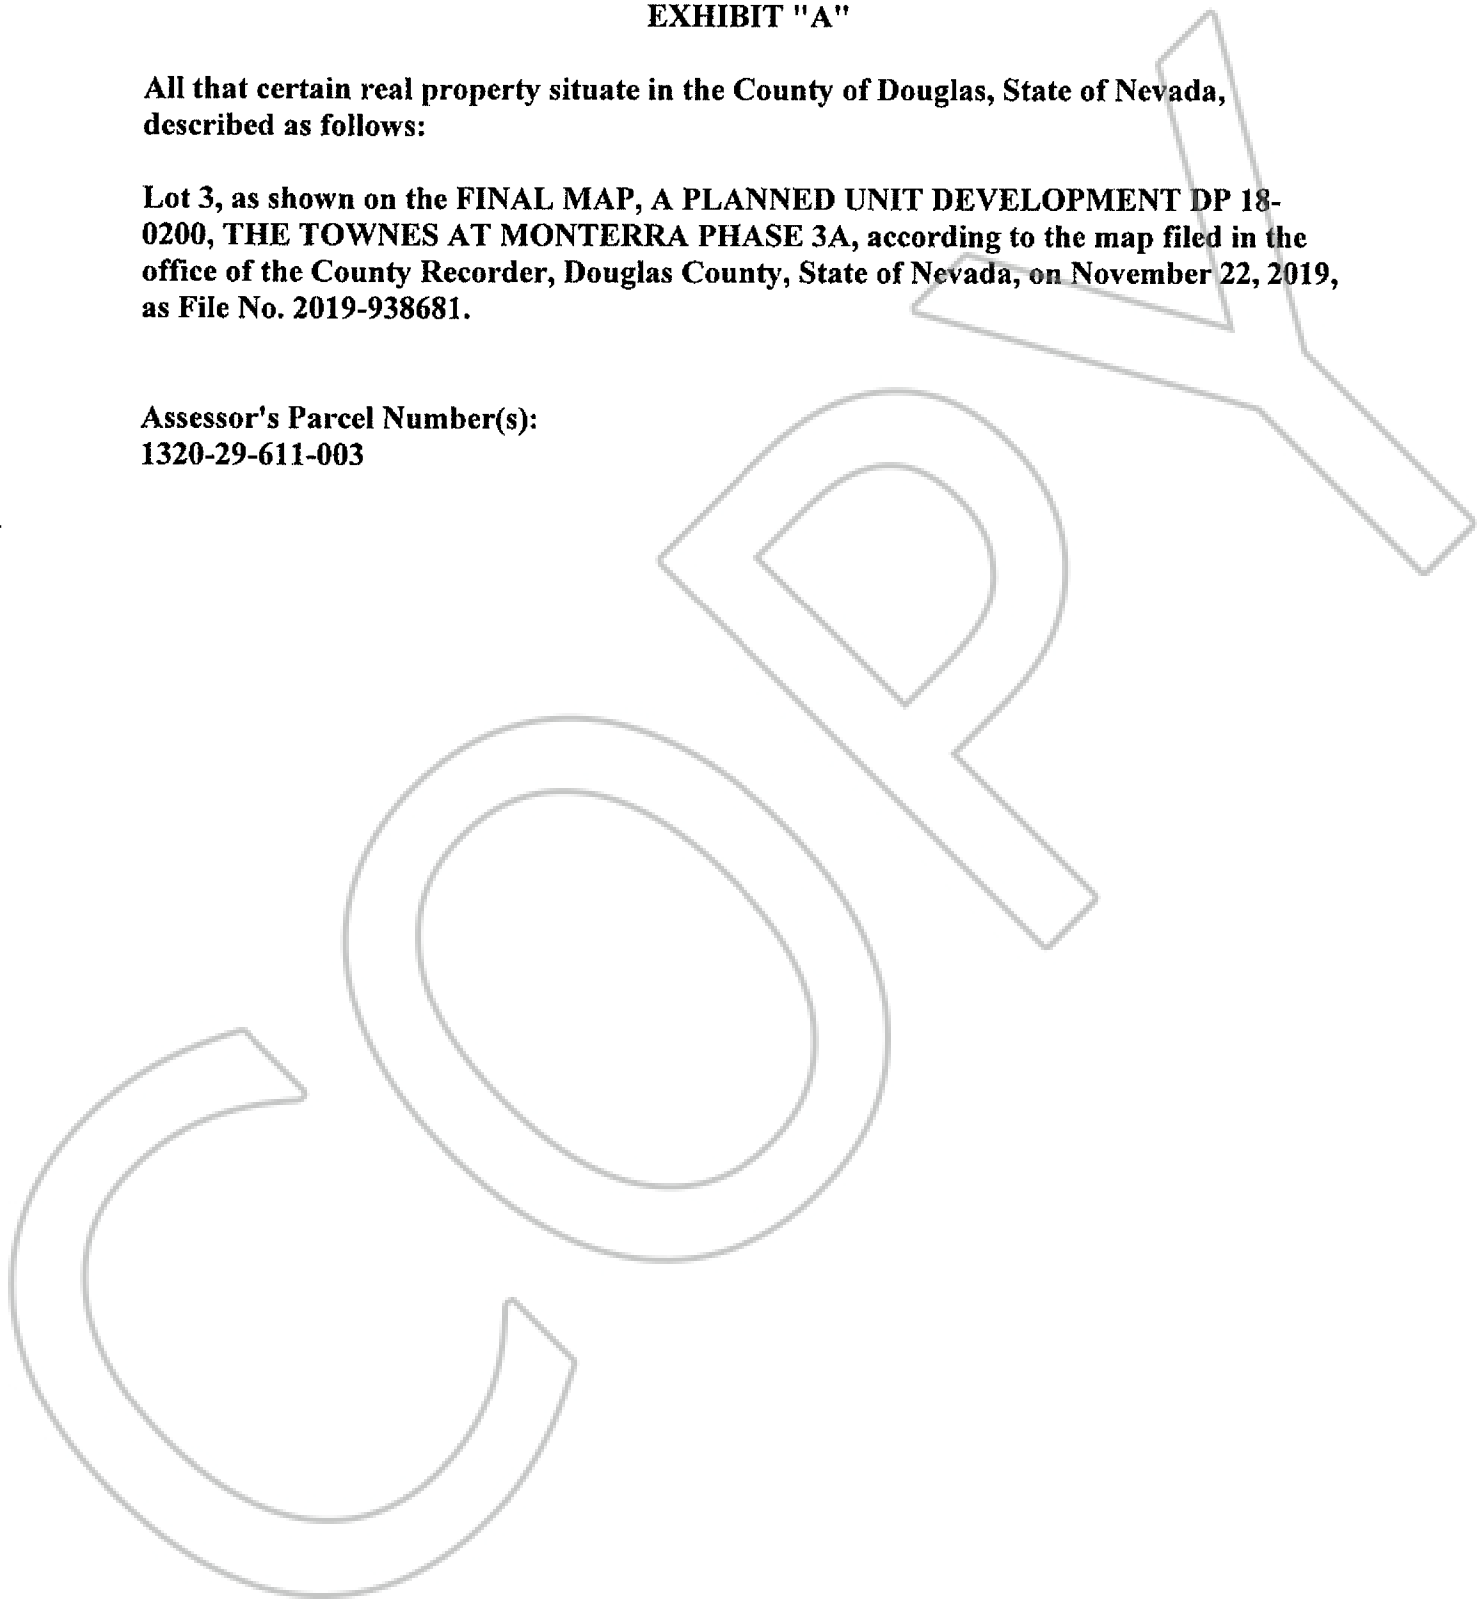 EXHIBIT "A"
All that certain real property situate in the County of Douglas, State of Nevada,
described as follows:
Lot 3, as shown on the FINAL MAP, A PLANNED UNIT DEVELOPMENT DP 18-
0200, THE TOWNES AT MONTERRA PHASE 3A, according to the map filed in the
office of the County Recorder, Douglas County, State of Nevada, on November 22, 2019,
as File No. 2019-938681.
Assessor's Parcel Number(s):
1320-29-611-003
COPY